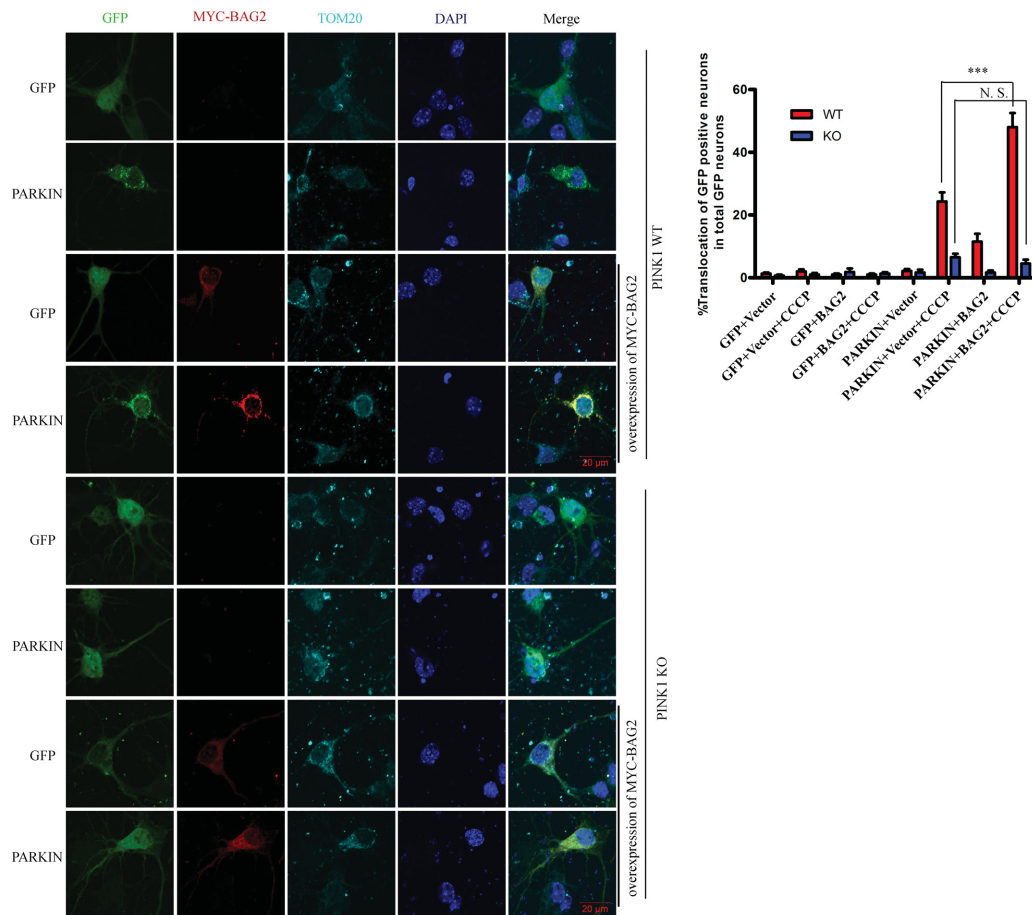 GFP MYC-BAG2 TOM20 DAPI Merge
GFP
PARKIN
GFP
PARKIN
20 μm
PINK1 WT
overexpression of MYC-BAG2
GFP
PARKIN
GFP
PARKIN
20 μm
PINK1 KO
overexpression of MYC-BAG2
%Translocation of GFP positive neurons
in total GFP neurons
60
40
20
0
WT
KO
***
N. S.
GFP+Vector
GFP+Vector+CCCP
GFP+BAG2
GFP+BAG2+CCCP
PARKIN+Vector
PARKIN+Vector+CCCP
PARKIN+BAG2
PARKIN+BAG2+CCCP